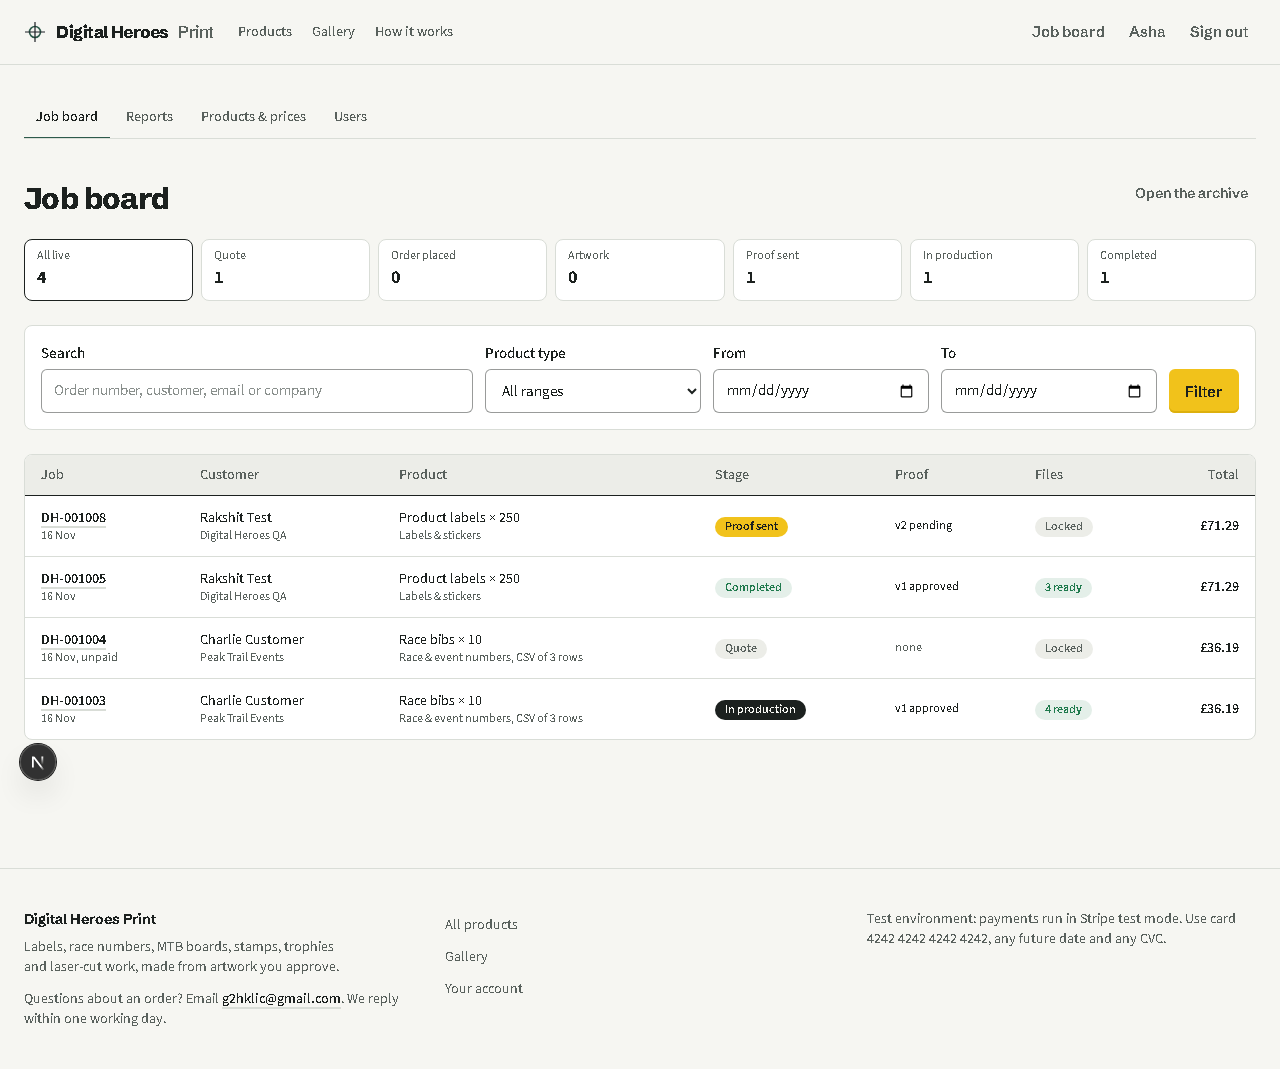 Digital Heroes Print Products Gallery How it works Job board Asha Sign out
Job board Reports Products & prices Users
Job board
Open the archive
All live Quote Order placed Artwork Proof sent In production Completed
4 1 0 0 1 1 1
Search Product type From To
Order number, customer, email or company All ranges mm/dd/yyyy mm/dd/yyyy Filter
Job Customer Product Stage Proof Files Total
DH-001008 Rakshit Test Product labels × 250 Proof sent v2 pending Locked £71.29
16 Nov Digital Heroes QA Labels & stickers
DH-001005 Rakshit Test Product labels × 250 Completed v1 approved 3 ready £71.29
16 Nov Digital Heroes QA Labels & stickers
DH-001004 Charlie Customer Race bibs × 10 Quote none Locked £36.19
16 Nov, unpaid Peak Trail Events Race & event numbers, CSV of 3 rows
DH-001003 Charlie Customer Race bibs × 10 In production v1 approved 4 ready £36.19
16 Nov Peak Trail Events Race & event numbers, CSV of 3 rows
N
Digital Heroes Print
Labels, race numbers, MTB boards, stamps, trophies
and laser-cut work, made from artwork you approve.
Questions about an order? Email g2hklic@gmail.com. We reply
within one working day.
All products
Gallery
Your account
Test environment: payments run in Stripe test mode. Use card
4242 4242 4242 4242, any future date and any CVC.